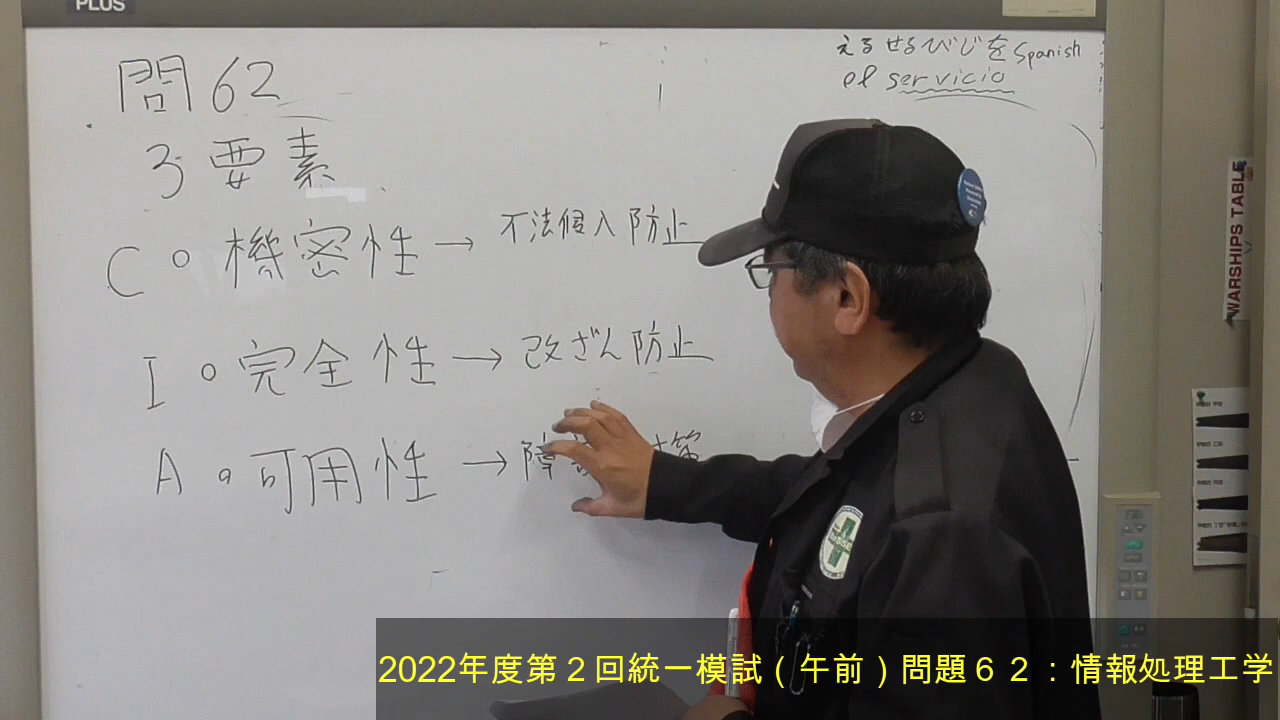 PLUS
えるせるびじを Spanish
el servicio
問62
3要素
C 機密性 → 不法侵入防止
I 完全性 → 改ざん防止
A 可用性 → 障
策
WARSHIPS TABLE
2022年度第２回統一模試（午前）問題６２：情報処理工学